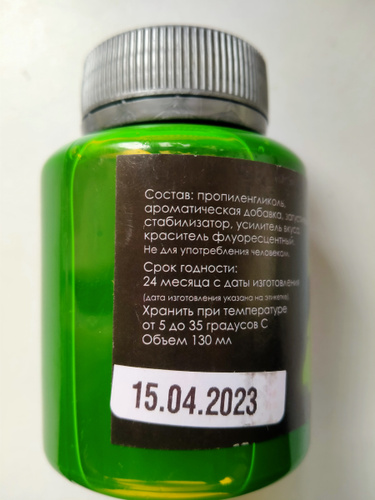 Состав: пропиленгликоль,
ароматическая добавка,
стабилизатор, усилитель вкуса,
краситель флуоресцентный.
Не для употребления человеком.
Срок годности:
24 месяца с даты изготовления
(дата изготовления указана на этикетке)
Хранить при температуре
от 5 до 35 градусов С
Объем 130 мл
15.04.2023